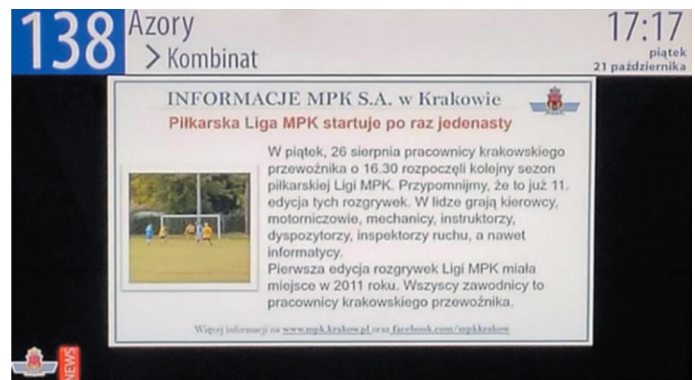 138
Azory
> Kombinat
17:17
piątek
21 października
INFORMACJE MPK S.A. w Krakowie
Piłkarska Liga MPK startuje po raz jedenasty
W piątek, 26 sierpnia pracownicy krakowskiego
przewoźnika o 16.30 rozpoczęli kolejny sezon
piłkarskiej Ligi MPK. Przypomnijmy, że to już 11.
edycja tych rozgrywek. W lidze grają kierowcy,
motorniczowie, mechanicy, instruktorzy,
dyspozytorzy, inspektorzy ruchu, a nawet
informatycy.
Pierwsza edycja rozgrywek Ligi MPK miała
miejsce w 2011 roku. Wszyscy zawodnicy to
pracownicy krakowskiego przewoźnika.
Więcej informacji na www.mpk.krakow.pl oraz facebook.com/mpkkrakow
NEWS